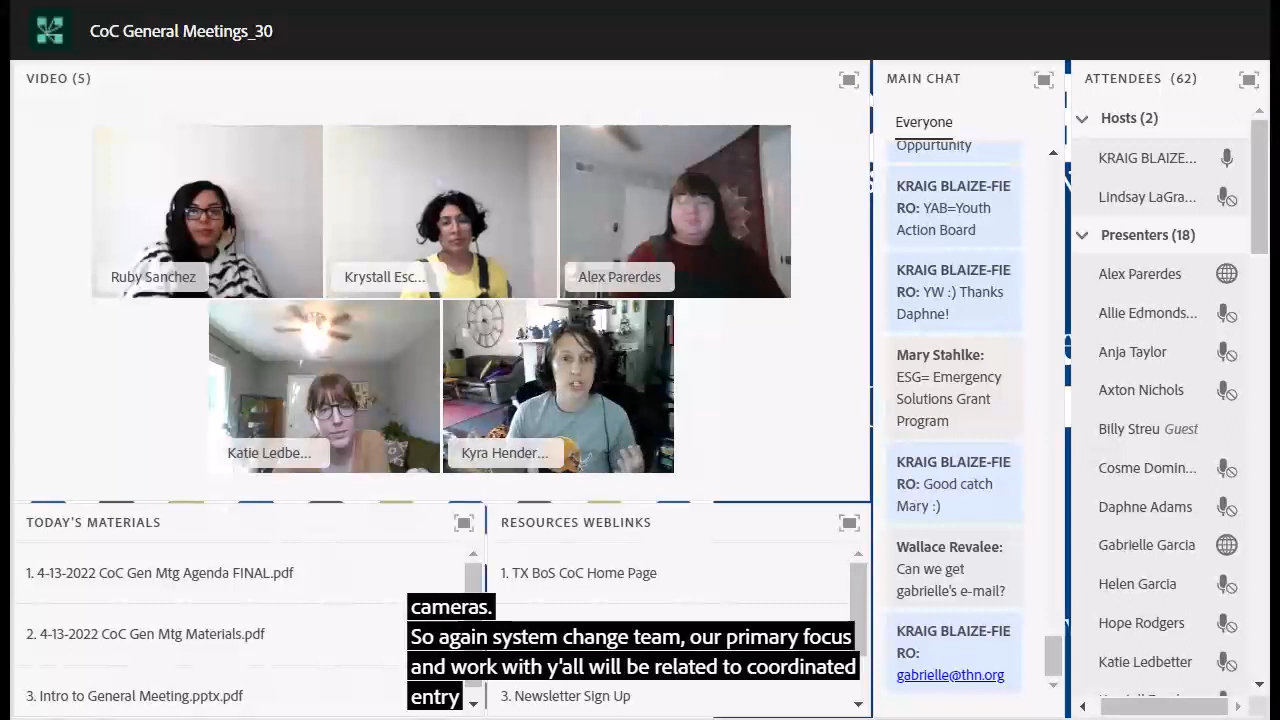 CoC General Meetings_30
VIDEO (5)
Ruby Sanchez
Krystall Esc...
Alex Parerdes
Katie Ledbe...
Kyra Hender...
TODAY'S MATERIALS
1. 4-13-2022 CoC Gen Mtg Agenda FINAL.pdf
2. 4-13-2022 CoC Gen Mtg Materials.pdf
3. Intro to General Meeting.pptx.pdf
RESOURCES WEBLINKS
1. TX BoS CoC Home Page
3. Newsletter Sign Up
cameras.
So again system change team, our primary focus
and work with y'all will be related to coordinated
entry
MAIN CHAT
Everyone
Oppurtunity
KRAIG BLAIZE-FIE
RO: YAB=Youth
Action Board
KRAIG BLAIZE-FIE
RO: YW :) Thanks
Daphne!
Mary Stahlke:
ESG= Emergency
Solutions Grant
Program
KRAIG BLAIZE-FIE
RO: Good catch
Mary :)
Wallace Revalee:
Can we get
gabrielle's e-mail?
KRAIG BLAIZE-FIE
RO:
gabrielle@thn.org
ATTENDEES (62)
Hosts (2)
KRAIG BLAIZE...
Lindsay LaGra...
Presenters (18)
Alex Parerdes
Allie Edmonds...
Anja Taylor
Axton Nichols
Billy Streu Guest
Cosme Domin...
Daphne Adams
Gabrielle Garcia
Helen Garcia
Hope Rodgers
Katie Ledbetter